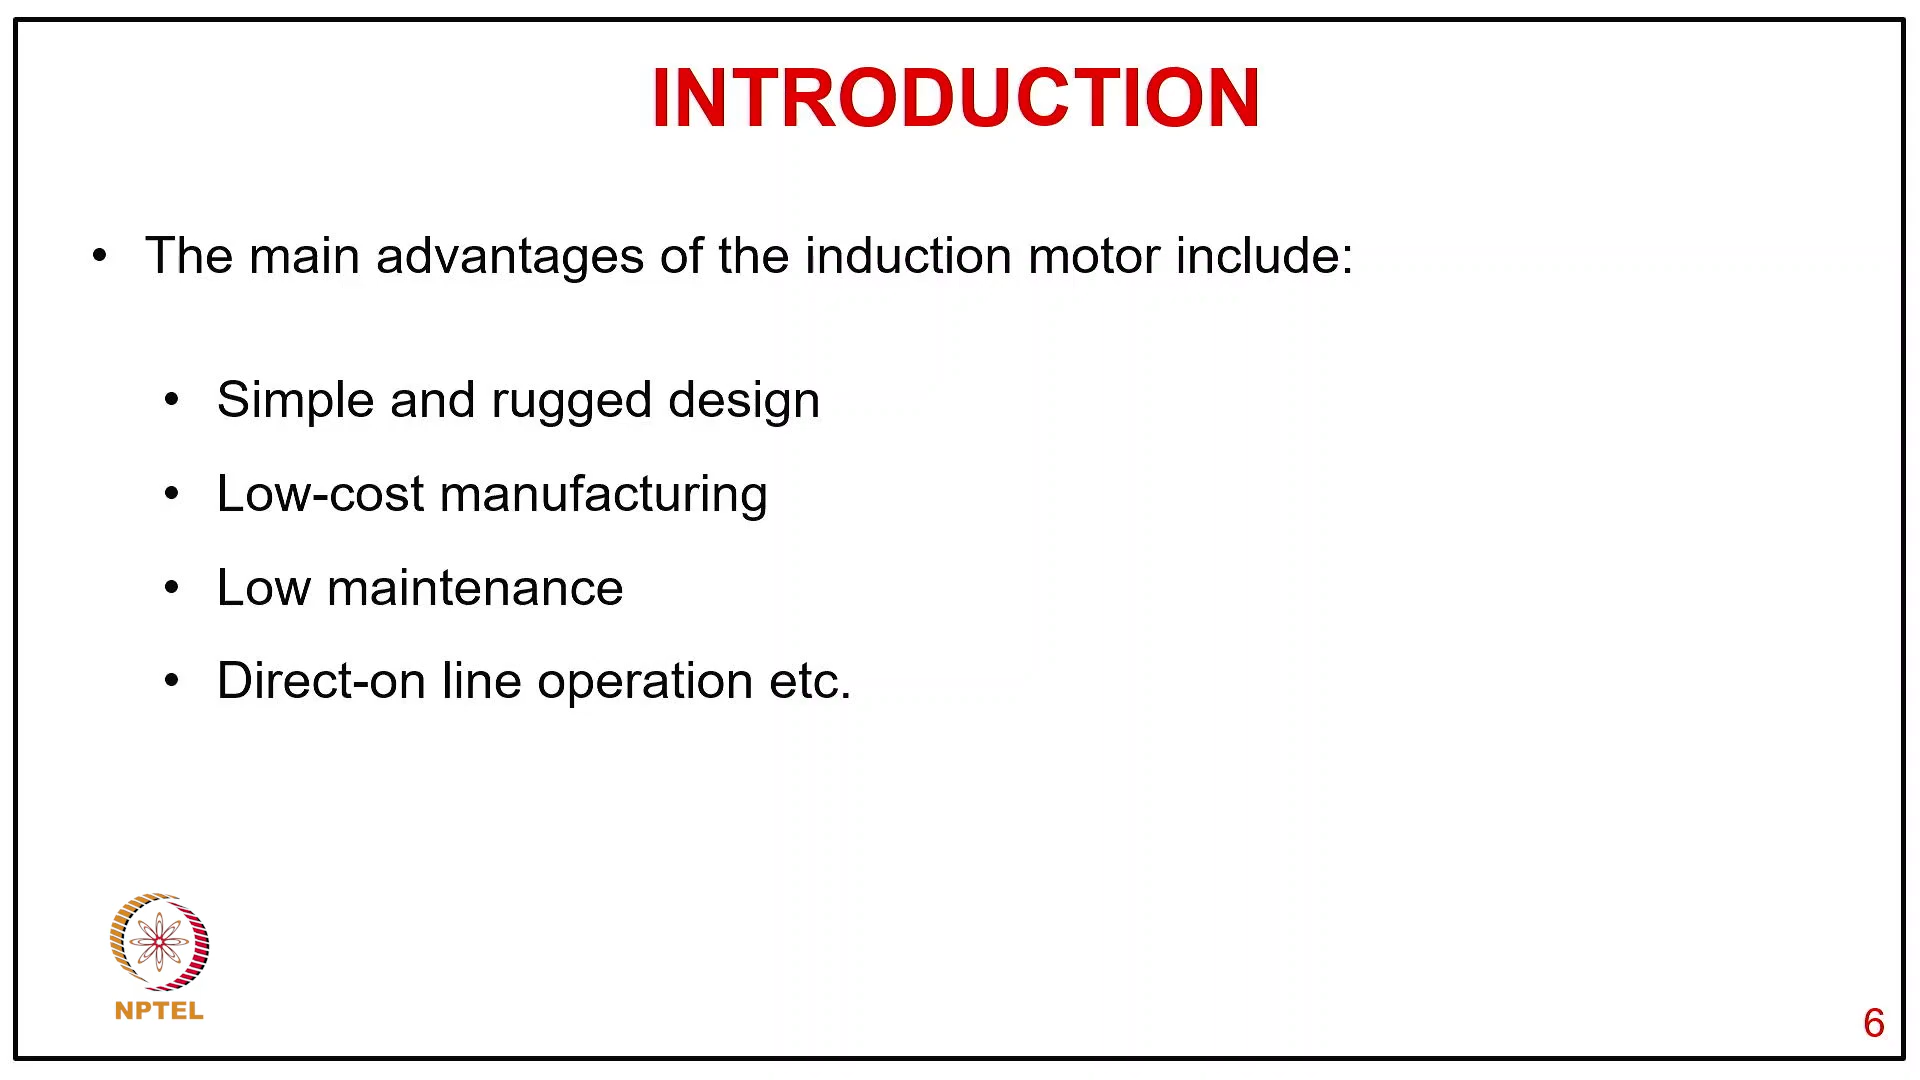 INTRODUCTION
• The main advantages of the induction motor include:
• Simple and rugged design
• Low-cost manufacturing
• Low maintenance
• Direct-on line operation etc.
NPTEL
6